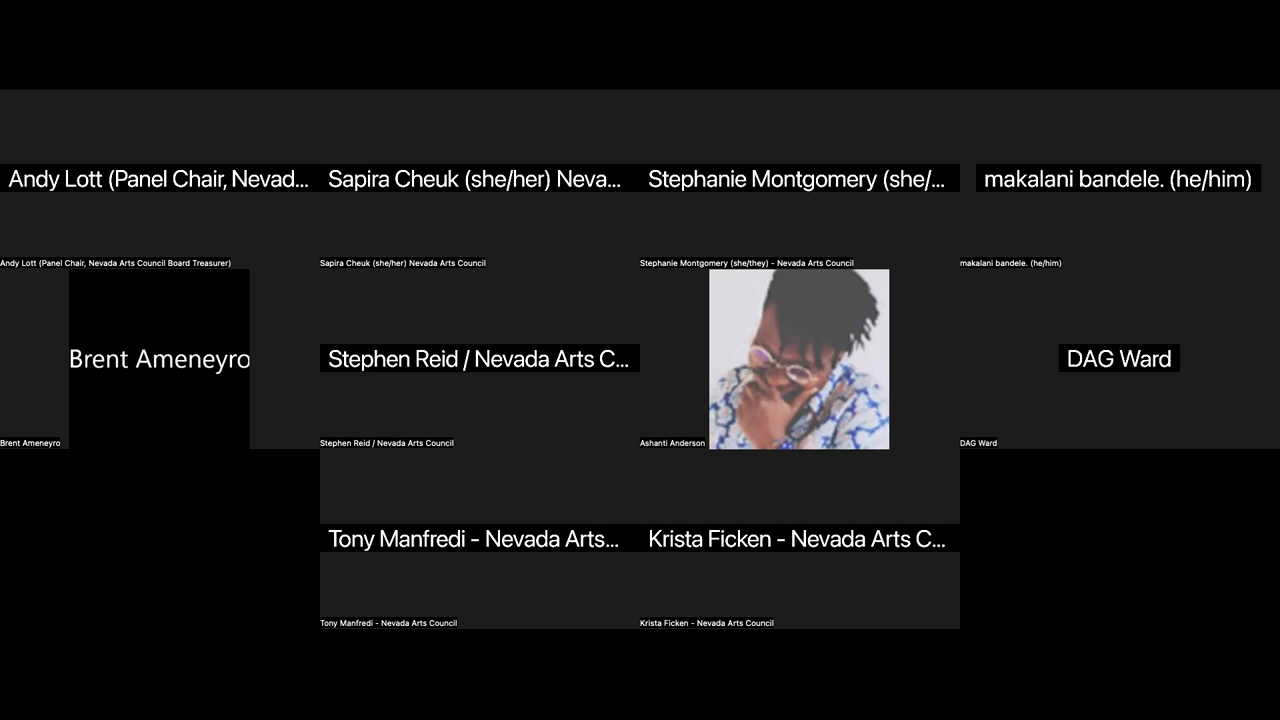 Andy Lott (Panel Chair, Nevad...
Sapira Cheuk (she/her) Neva...
Stephanie Montgomery (she/...
makalani bandele. (he/him)
Andy Lott (Panel Chair, Nevada Arts Council Board Treasurer)
Sapira Cheuk (she/her) Nevada Arts Council
Stephanie Montgomery (she/they) - Nevada Arts Council
makalani bandele. (he/him)
Brent Ameneyro
Stephen Reid / Nevada Arts C...
DAG Ward
Brent Ameneyro
Stephen Reid / Nevada Arts Council
Ashanti Anderson
DAG Ward
Tony Manfredi - Nevada Arts...
Krista Ficken - Nevada Arts C...
Tony Manfredi - Nevada Arts Council
Krista Ficken - Nevada Arts Council